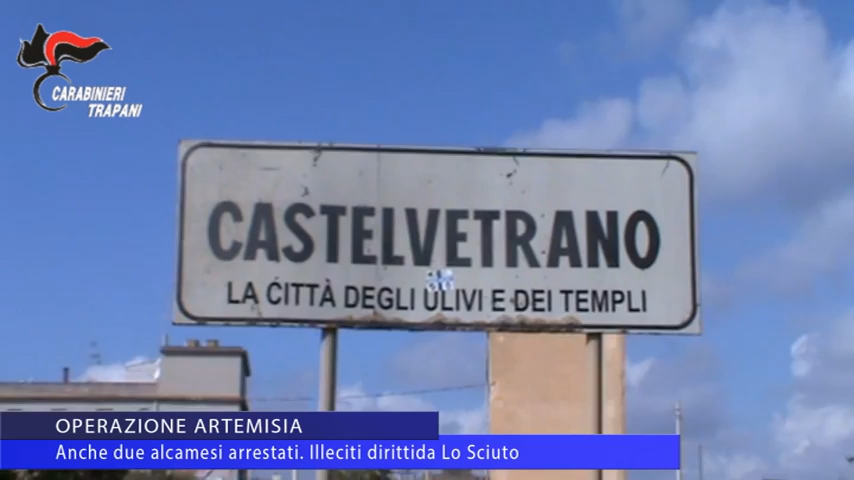 CARABINIERI
TRAPANI
CASTELVETRANO
LA CITTÀ DEGLI ULIVI E DEI TEMPLI
OPERAZIONE ARTEMISIA
Anche due alcamesi arrestati. Illeciti dirittida Lo Sciuto